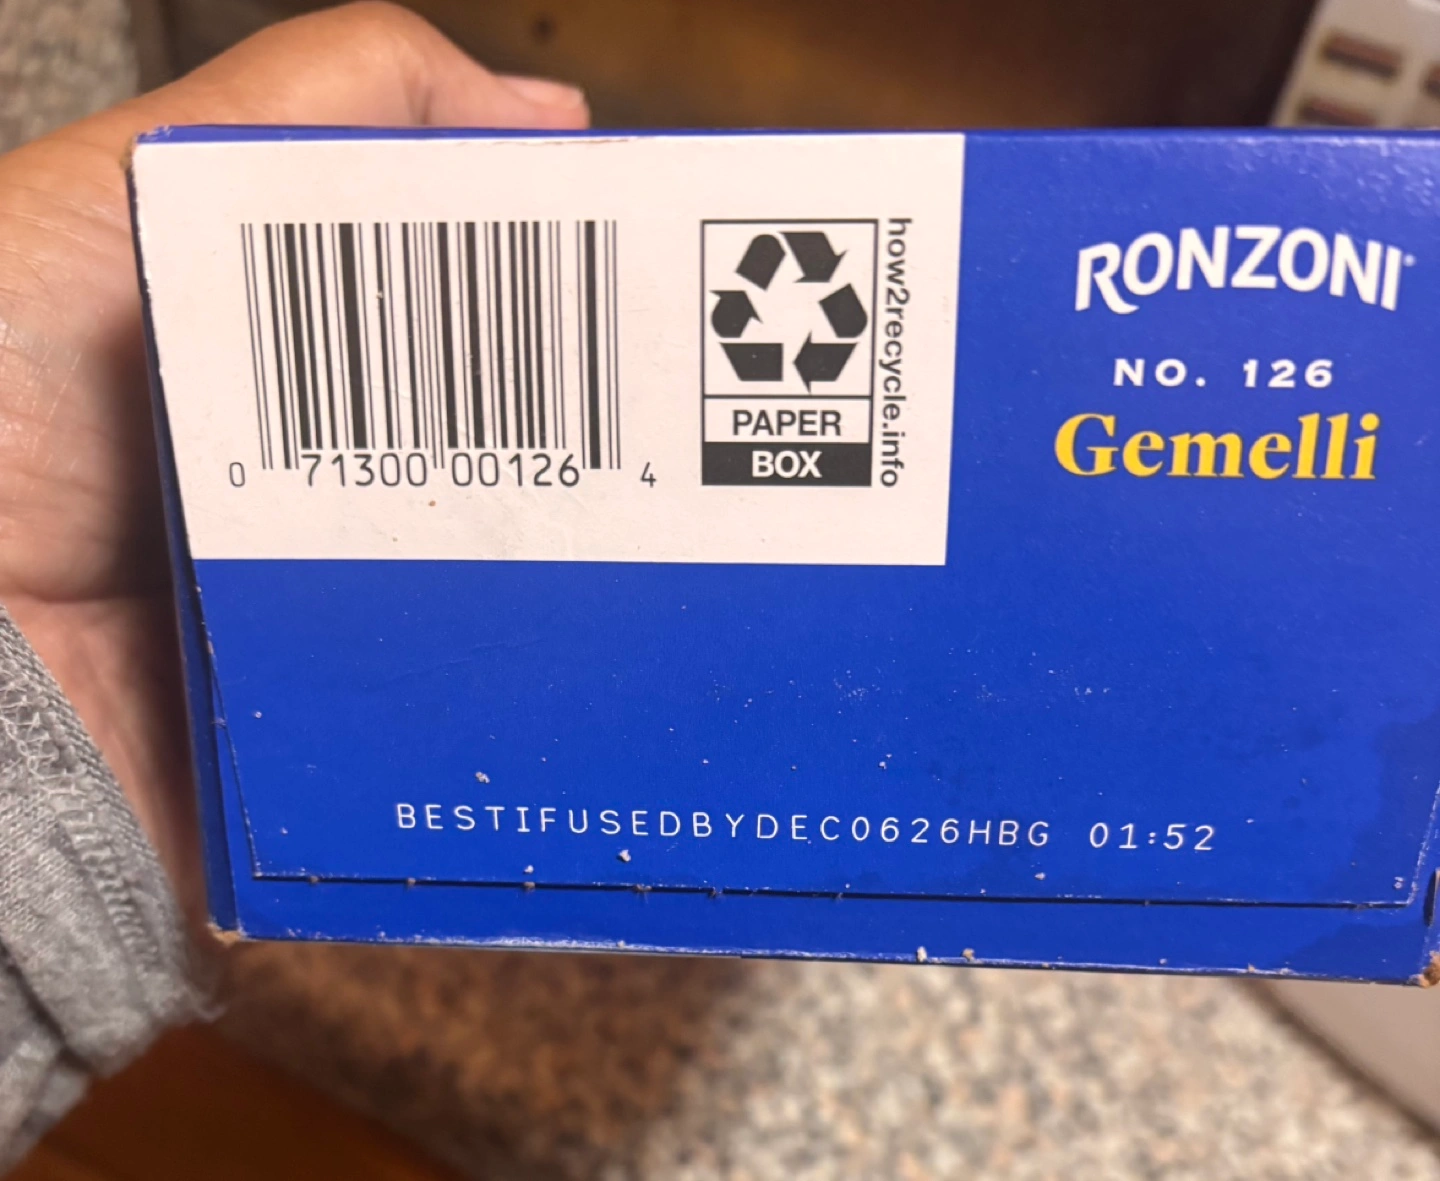 0 71300 00126 4
how2recycle.info
PAPER
BOX
RONZONI
NO. 126
Gemelli
BESTIFUSEDBYDEC0626HBG 01:52